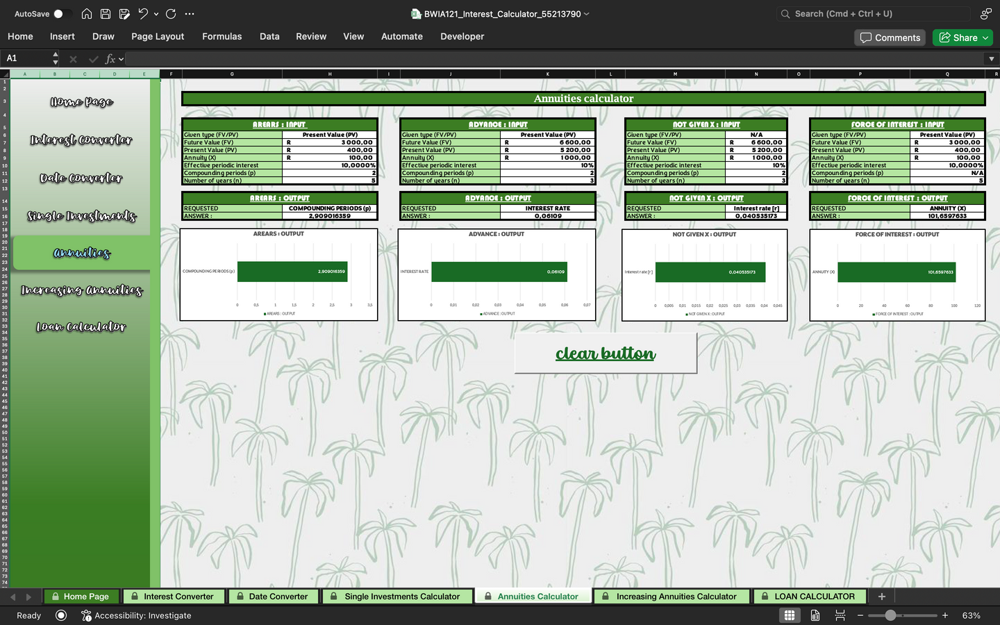 AutoSave
BWIA121_Interest_Calculator_55213790
Search (Cmd + Ctrl + U)
Home Insert Draw Page Layout Formulas Data Review View Automate Developer
Comments Share
A1 fx
A B C D E F G H I J K L M N O P Q R
Home Page
Interest Converter
Date Converter
Single Investments
Annuities
Increasing Annuities
Loan Calculator
Annuities calculator
AREARS : INPUT
Given type (FV/PV) Present Value (PV)
Future Value (FV) R 3 000,00
Present Value (PV) R 400,00
Annuity (X) R 100,00
Effective periodic interest 10,0000%
Compounding periods (p) 2
Number of years (n) 5
AREARS : OUTPUT
REQUESTED COMPOUNDING PERIODS (p)
ANSWER : 2,909016359
AREARS : OUTPUT
COMPOUNDING PERIODS (p) 2,909016359
0 0,5 1 1,5 2 2,5 3 3,5
AREARS : OUTPUT
ADVANCE : INPUT
Given type (FV/PV) Present Value (PV)
Future Value (FV) R 6 600,00
Present Value (PV) R 5 200,00
Annuity (X) R 1 000,00
Effective periodic interest 10%
Compounding periods (p) 2
Number of years (n) 3
ADVANCE : OUTPUT
REQUESTED INTEREST RATE
ANSWER : 0,06109
ADVANCE : OUTPUT
INTEREST RATE 0,06109
0 0,01 0,02 0,03 0,04 0,05 0,06 0,07
ADVANCE : OUTPUT
NOT GIVEN X : INPUT
Given type (FV/PV) N/A
Future Value (FV) R 6 600,00
Present Value (PV) R 5 200,00
Annuity (X) R 1 000,00
Effective periodic interest 10%
Compounding periods (p) 2
Number of years (n) 3
NOT GIVEN X : OUTPUT
REQUESTED Interest rate [r]
ANSWER : 0,040535173
NOT GIVEN X : OUTPUT
Interest rate [r] 0,040535173
0 0,005 0,01 0,015 0,02 0,025 0,03 0,035 0,04 0,045
NOT GIVEN X : OUTPUT
FORCE OF INTEREST : INPUT
Given type (FV/PV) Present Value (PV)
Future Value (FV) R 3 000,00
Present Value (PV) R 400,00
Annuity (X) R 100,00
Effective periodic interest 10,0000%
Compounding periods (p) N/A
Number of years (n) 5
FORCE OF INTEREST : OUTPUT
REQUESTED ANNUITY (X)
ANSWER : 101,6597633
FORCE OF INTEREST : OUTPUT
ANNUITY (X) 101,6597633
0 20 40 60 80 100 120
FORCE OF INTEREST : OUTPUT
clear button
Home Page Interest Converter Date Converter Single Investments Calculator Annuities Calculator Increasing Annuities Calculator LOAN CALCULATOR
Ready Accessibility: Investigate 63%